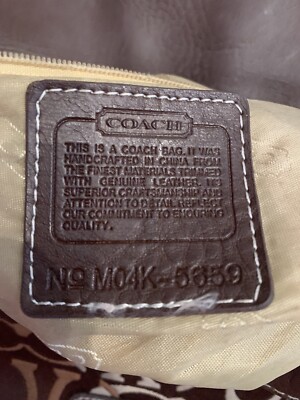 COACH
THIS IS A COACH BAG. IT WAS
HANDCRAFTED IN CHINA FROM
THE FINEST MATERIALS TRIMMED
WITH GENUINE LEATHER. ITS
SUPERIOR CRAFTSMANSHIP AND
ATTENTION TO DETAIL REFLECT
OUR COMMITMENT TO ENDURING
QUALITY.
Nº M04K-5659